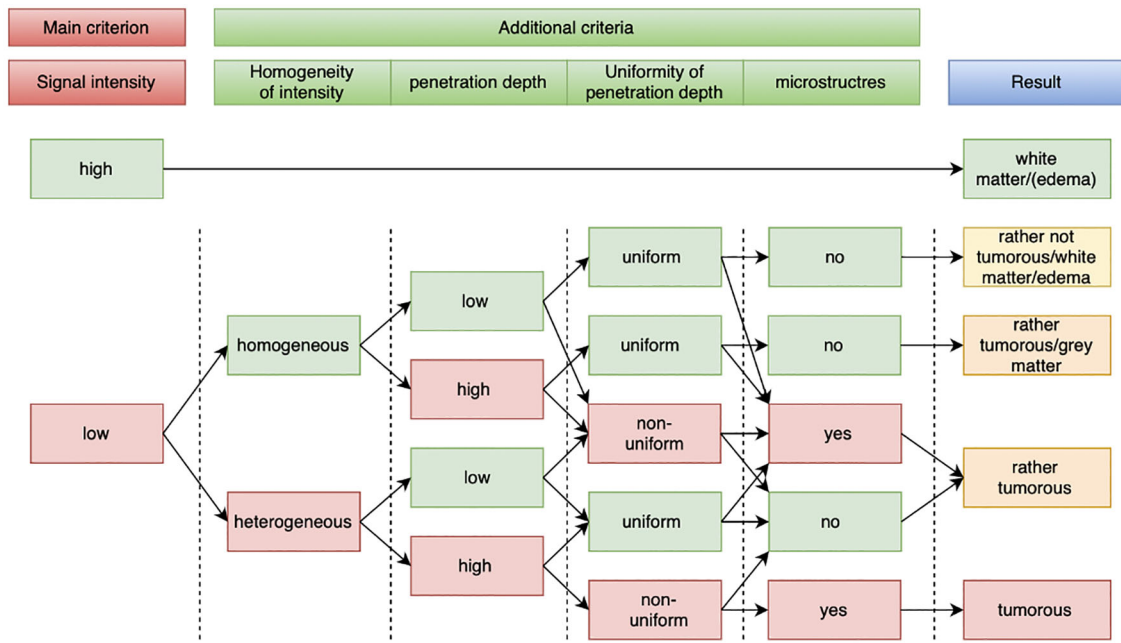 Main criterion
Additional criteria
Signal intensity
Homogeneity
of intensity
penetration depth
Uniformity of
penetration depth
microstructres
Result
high
white
matter/(edema)
uniform
no
rather not
tumorous/white
matter/edema
low
homogeneous
uniform
no
rather
tumorous/grey
matter
high
low
non-
uniform
yes
low
rather
tumorous
heterogeneous
uniform
no
high
non-
uniform
yes
tumorous